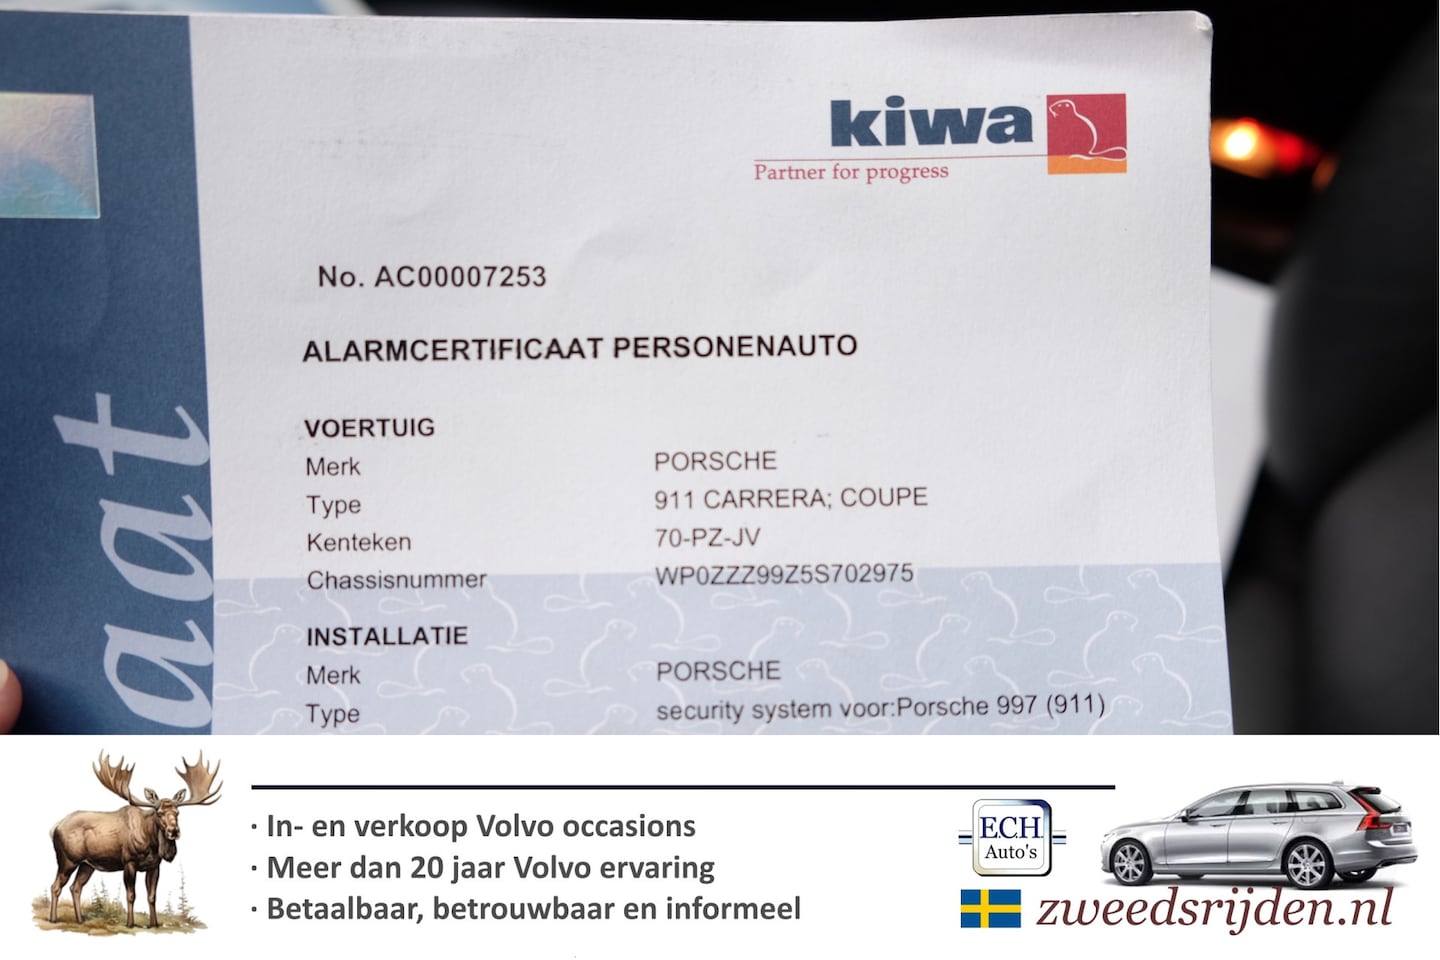 kiwa
Partner for progress
No. AC00007253
ALARMCERTIFICAAT PERSONENAUTO
VOERTUIG
Merk PORSCHE
Type 911 CARRERA; COUPE
Kenteken 70-PZ-JV
Chassisnummer WP0ZZZ99Z5S702975
INSTALLATIE
Merk PORSCHE
Type security system voor:Porsche 997 (911)
aat
· In- en verkoop Volvo occasions
· Meer dan 20 jaar Volvo ervaring
· Betaalbaar, betrouwbaar en informeel
E.C.H.
Auto's
zweedsrijden.nl